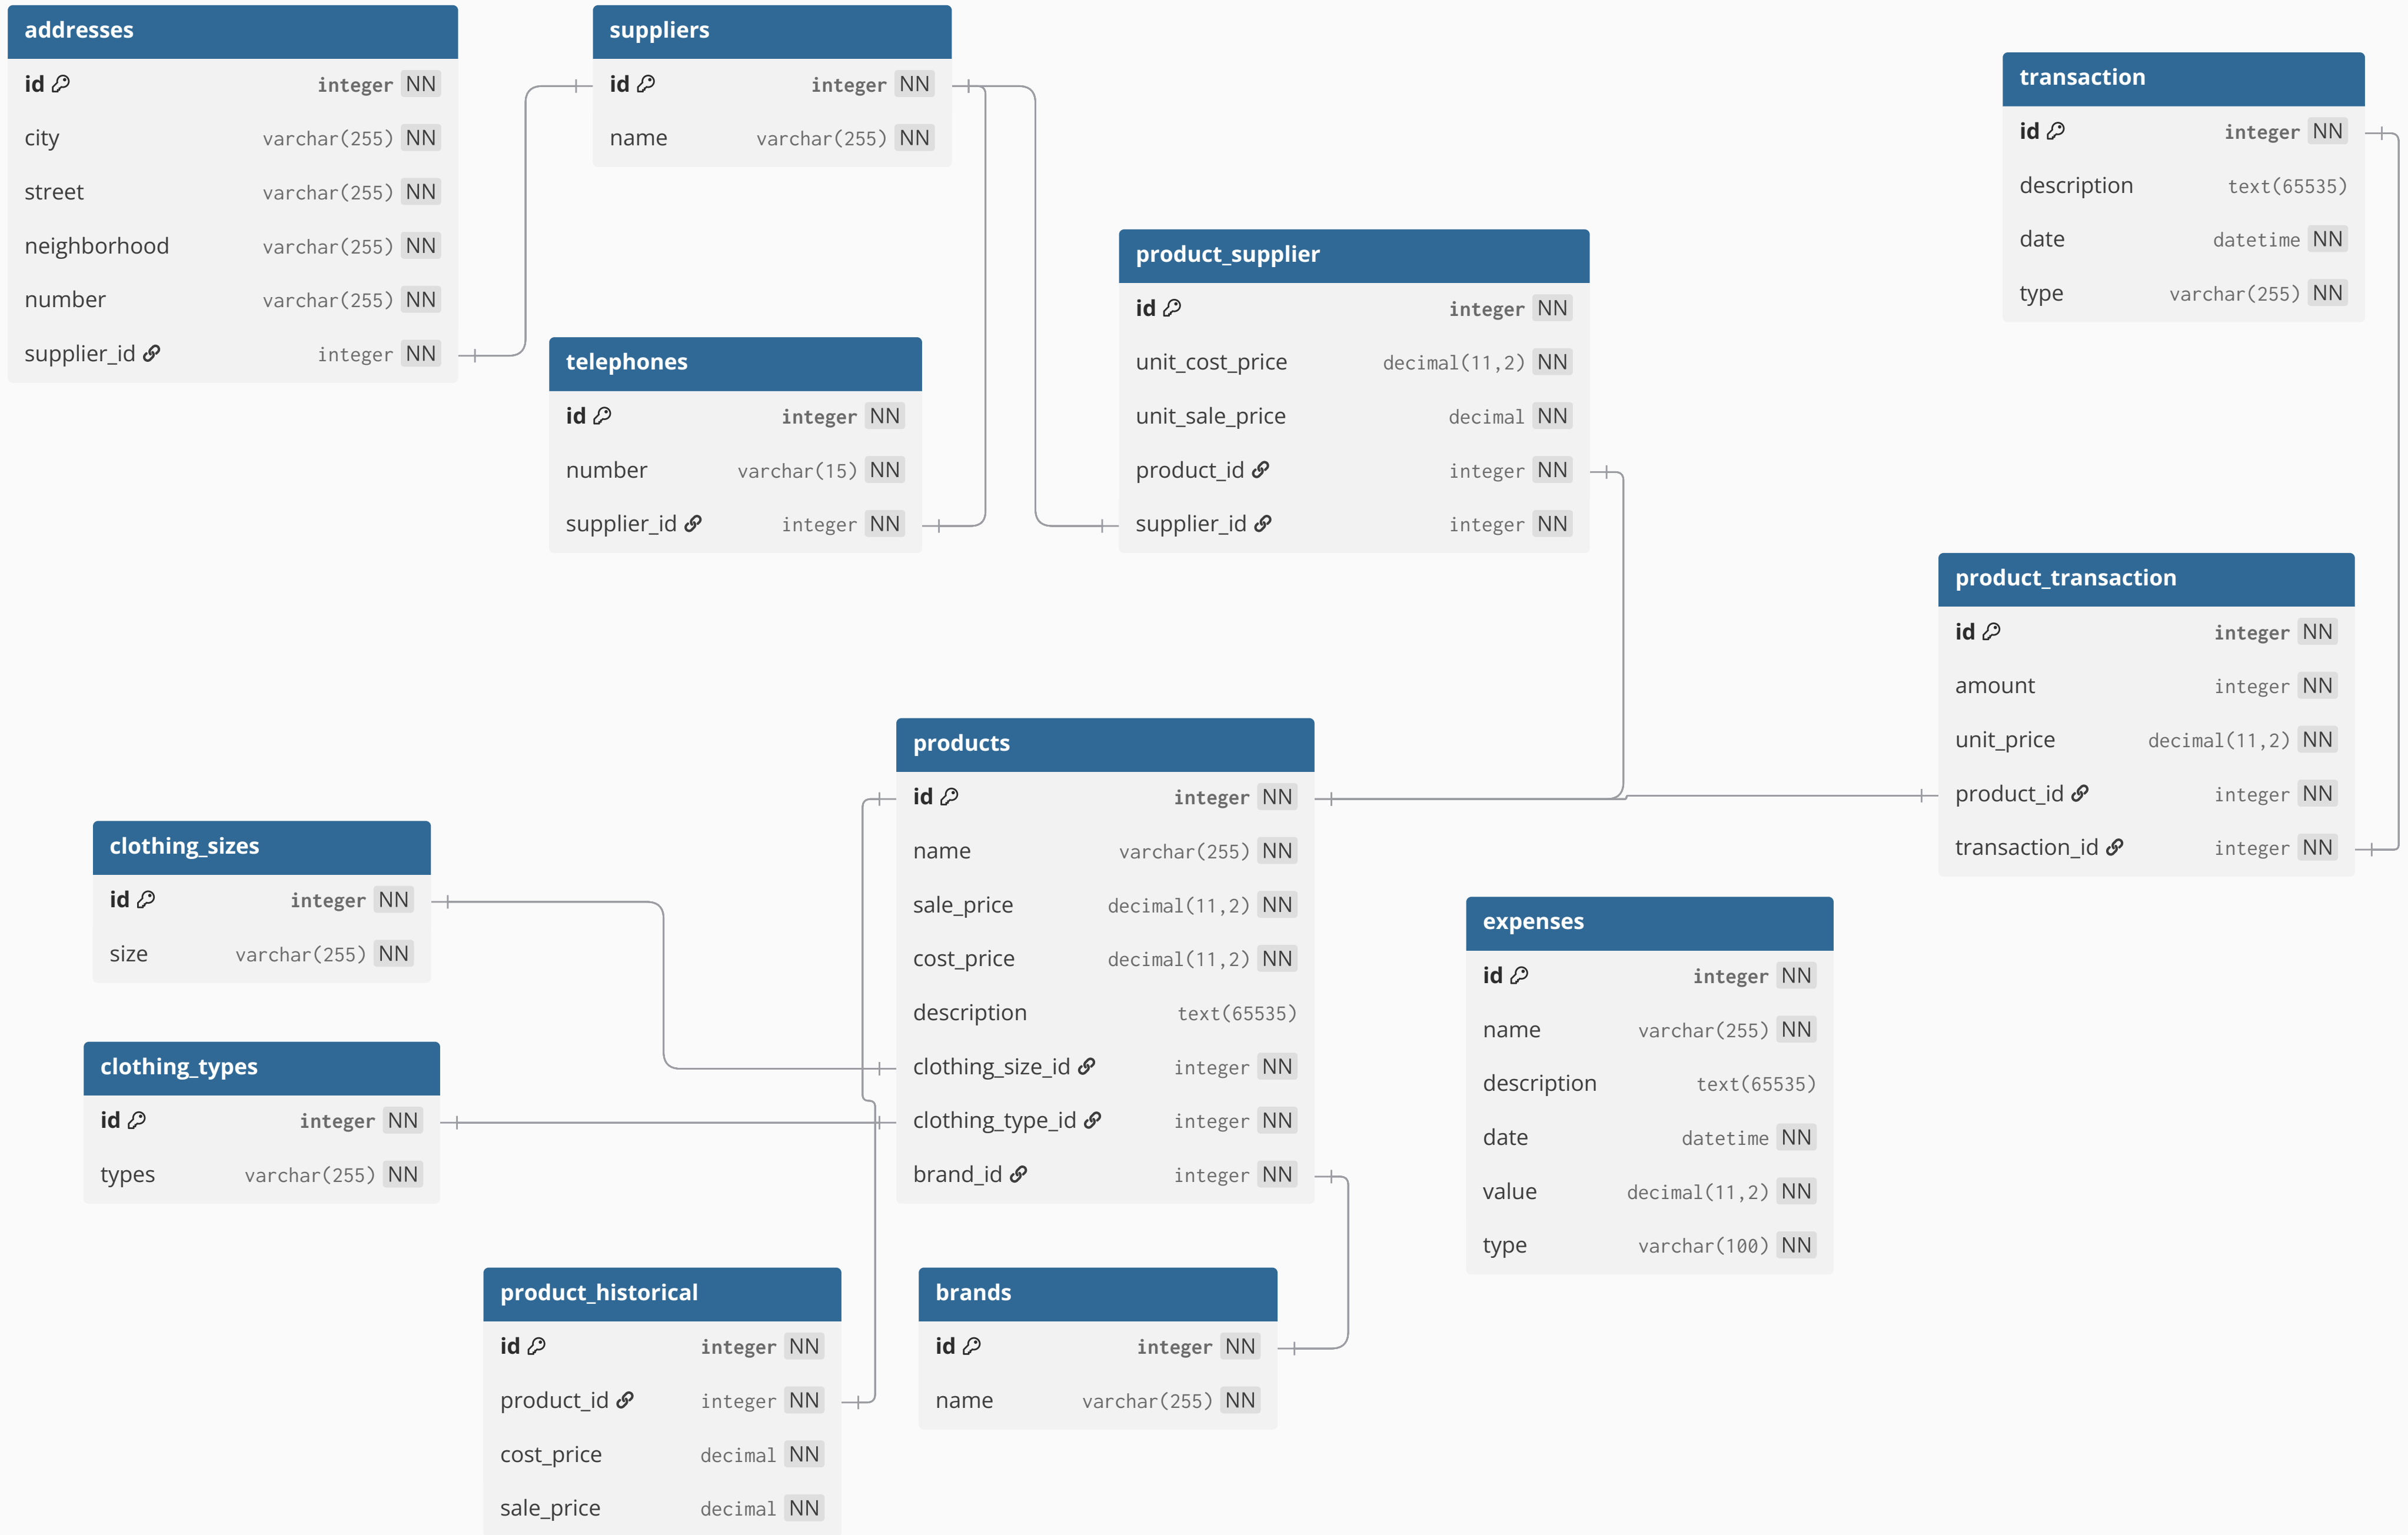 addresses
id integer NN
city varchar(255) NN
street varchar(255) NN
neighborhood varchar(255) NN
number varchar(255) NN
supplier_id integer NN
suppliers
id integer NN
name varchar(255) NN
telephones
id integer NN
number varchar(15) NN
supplier_id integer NN
product_supplier
id integer NN
unit_cost_price decimal(11,2) NN
unit_sale_price decimal NN
product_id integer NN
supplier_id integer NN
transaction
id integer NN
description text(65535)
date datetime NN
type varchar(255) NN
product_transaction
id integer NN
amount integer NN
unit_price decimal(11,2) NN
product_id integer NN
transaction_id integer NN
products
id integer NN
name varchar(255) NN
sale_price decimal(11,2) NN
cost_price decimal(11,2) NN
description text(65535)
clothing_size_id integer NN
clothing_type_id integer NN
brand_id integer NN
clothing_sizes
id integer NN
size varchar(255) NN
clothing_types
id integer NN
types varchar(255) NN
expenses
id integer NN
name varchar(255) NN
description text(65535)
date datetime NN
value decimal(11,2) NN
type varchar(100) NN
product_historical
id integer NN
product_id integer NN
cost_price decimal NN
sale_price decimal NN
brands
id integer NN
name varchar(255) NN